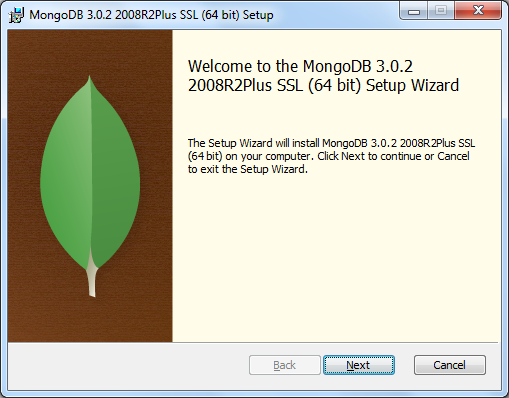 MongoDB 3.0.2 2008R2Plus SSL (64 bit) Setup
Welcome to the MongoDB 3.0.2
2008R2Plus SSL (64 bit) Setup Wizard
The Setup Wizard will install MongoDB 3.0.2 2008R2Plus SSL
(64 bit) on your computer. Click Next to continue or Cancel
to exit the Setup Wizard.
Back
Next
Cancel